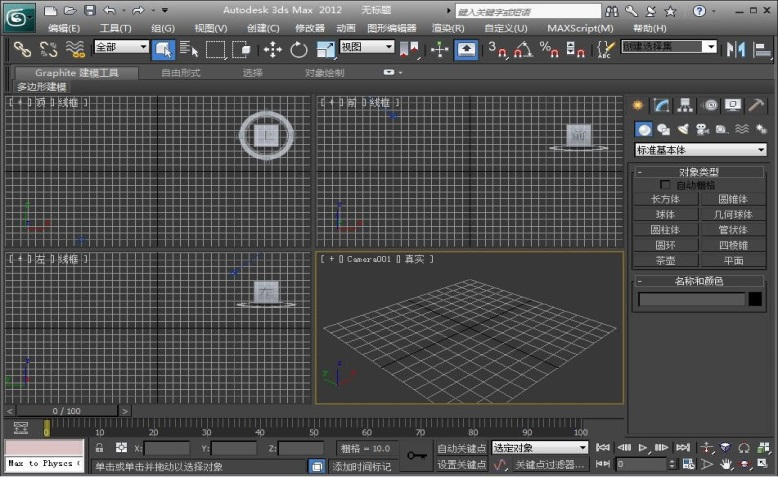 Autodesk 3ds Max 2012 无标题
键入关键字或短语
编辑(E) 工具(T) 组(G) 视图(V) 创建(C) 修改器 动画 图形编辑器 渲染(R) 自定义(U) MAXScript(M) 帮助(H)
全部 视图 3 创建选择集
Graphite 建模工具 自由形式 选择 对象绘制
多边形建模
[ + ] 顶 ] 线框 ]
上
[ + ] 前 ] 线框 ]
前
标准基本体
- 对象类型
自动栅格
长方体 圆锥体
球体 几何球体
圆柱体 管状体
圆环 四棱锥
茶壶 平面
- 名称和颜色
[ + ] 左 ] 线框 ]
左
[ + ] Camera001 ] 真实 ]
< 0 / 100 >
0 10 20 30 40 50 60 70 80 90 100
X: Y: Z: 栅格 = 10.0 自动关键点 选定对象
Max to Physcs ( 单击或单击并拖动以选择对象 添加时间标记 设置关键点 关键点过滤器... 0